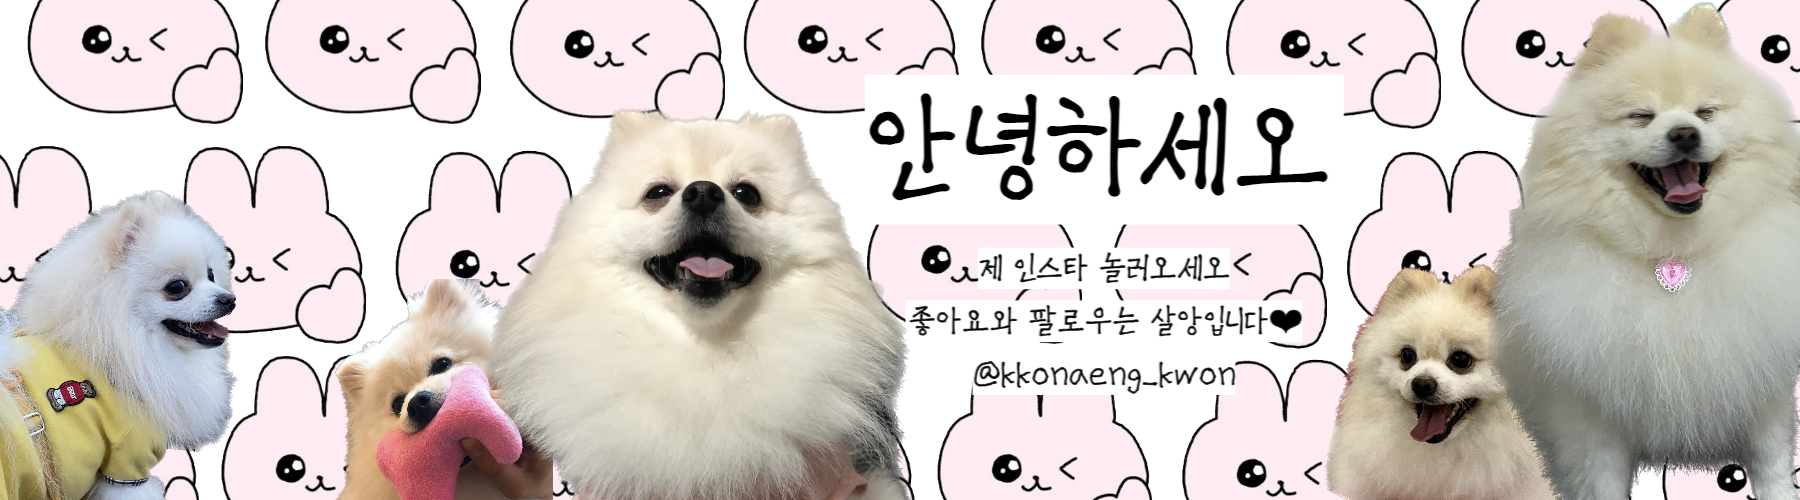 안녕하세오
제 인스타 놀러오세오
좋아요와 팔로우는 살앙입니다❤
@kkonaeng_kwon